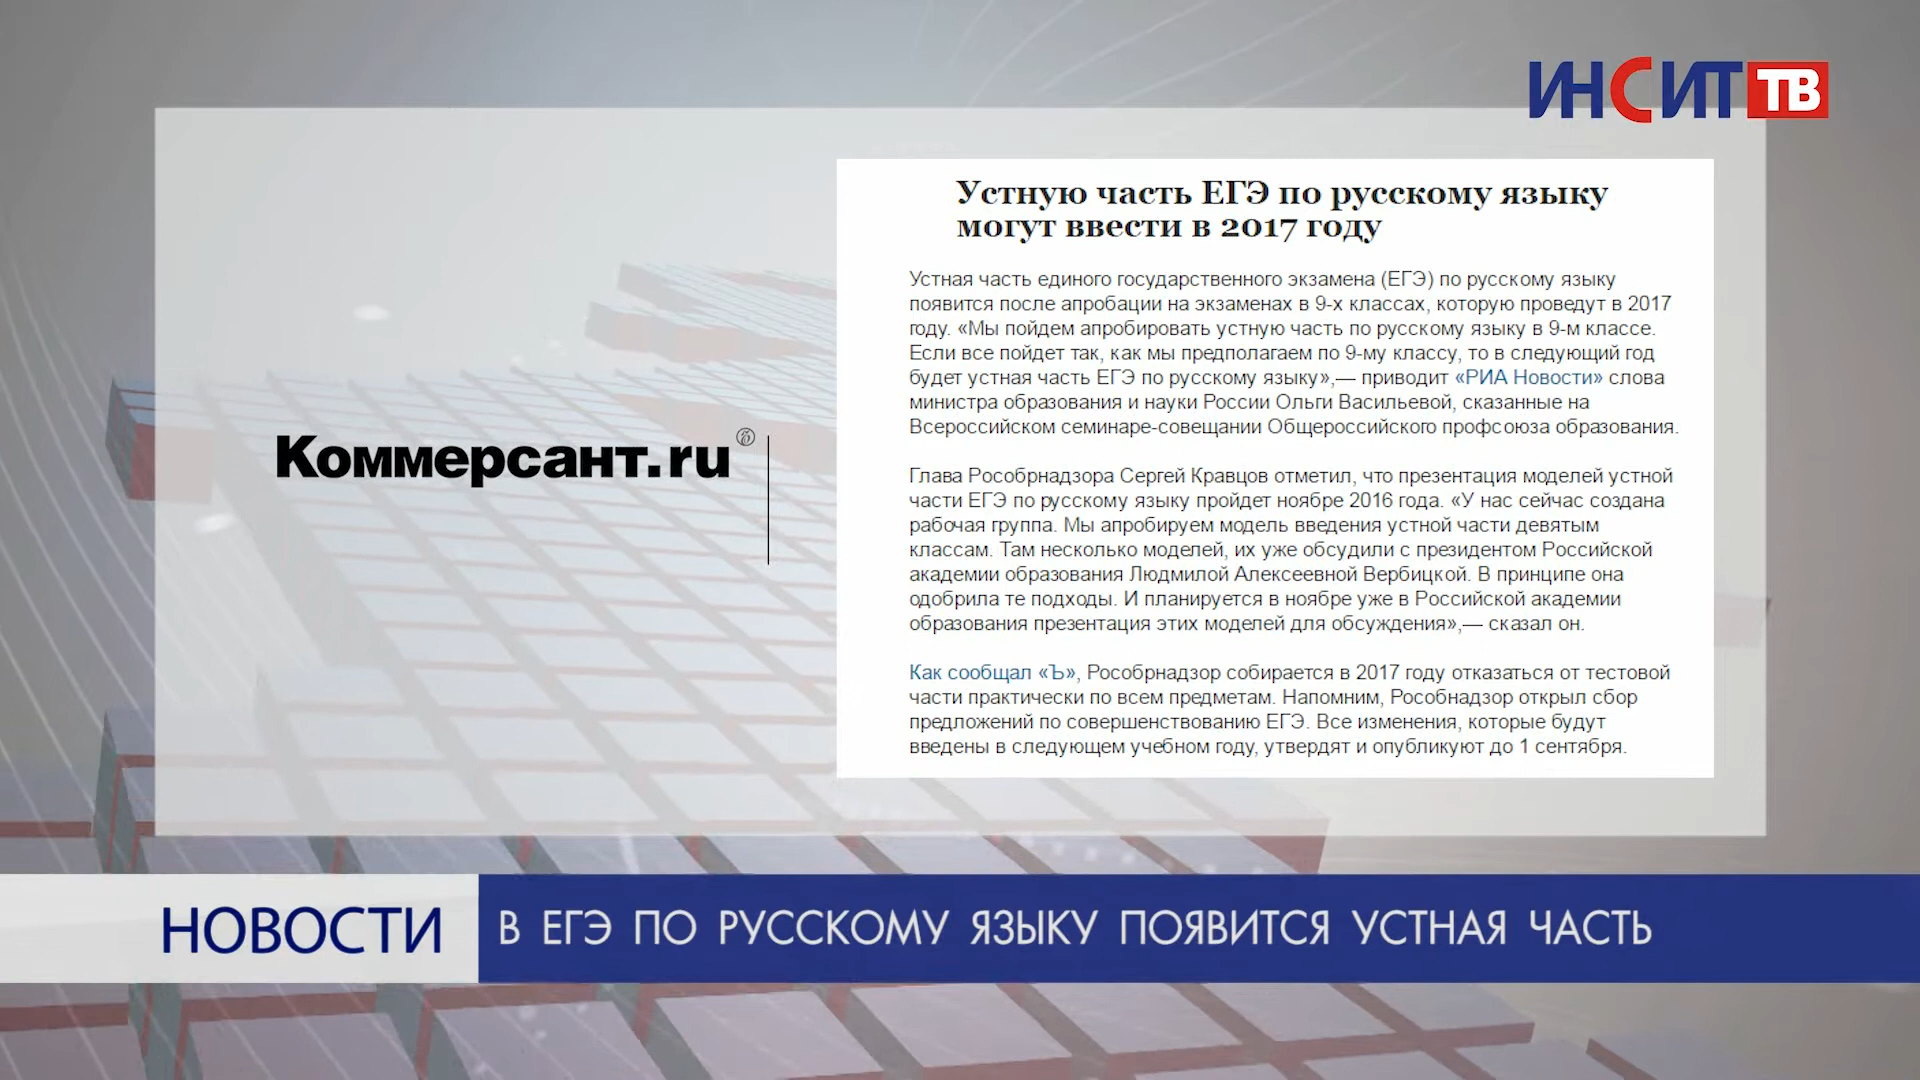 ИНСИТ ТВ
Устную часть ЕГЭ по русскому языку
могут ввести в 2017 году
Устная часть единого государственного экзамена (ЕГЭ) по русскому языку
появится после апробации на экзаменах в 9-х классах, которую проведут в 2017
году. «Мы пойдем апробировать устную часть по русскому языку в 9-м классе.
Если все пойдет так, как мы предполагаем по 9-му классу, то в следующий год
будет устная часть ЕГЭ по русскому языку»,— приводит «РИА Новости» слова
министра образования и науки России Ольги Васильевой, сказанные на
Всероссийском семинаре-совещании Общероссийского профсоюза образования.
Глава Рособрнадзора Сергей Кравцов отметил, что презентация моделей устной
части ЕГЭ по русскому языку пройдет ноябре 2016 года. «У нас сейчас создана
рабочая группа. Мы апробируем модель введения устной части девятым
классам. Там несколько моделей, их уже обсудили с президентом Российской
академии образования Людмилой Алексеевной Вербицкой. В принципе она
одобрила те подходы. И планируется в ноябре уже в Российской академии
образования презентация этих моделей для обсуждения»,— сказал он.
Как сообщал «Ъ», Рособрнадзор собирается в 2017 году отказаться от тестовой
части практически по всем предметам. Напомним, Рособнадзор открыл сбор
предложений по совершенствованию ЕГЭ. Все изменения, которые будут
введены в следующем учебном году, утвердят и опубликуют до 1 сентября.
Коммерсант.ru
НОВОСТИ
В ЕГЭ ПО РУССКОМУ ЯЗЫКУ ПОЯВИТСЯ УСТНАЯ ЧАСТЬ